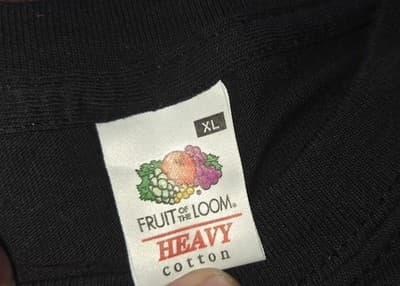 XL
FRUIT OF THE LOOM®
HEAVY
cotton